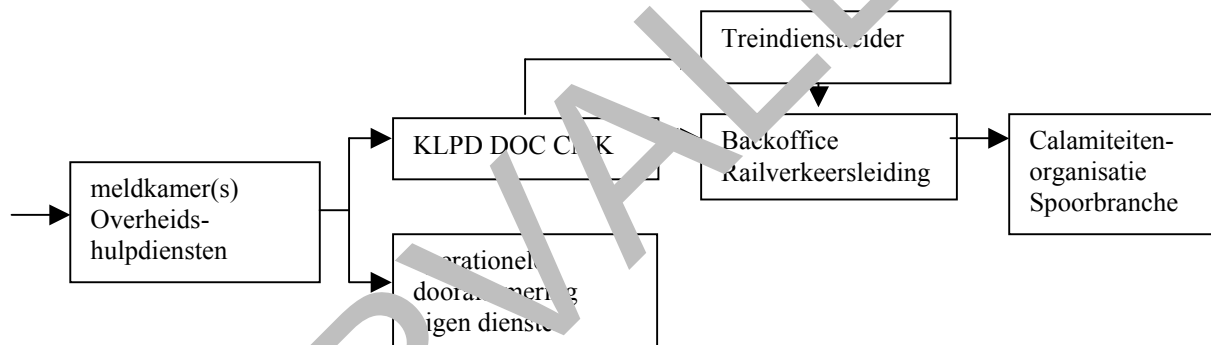 Treindienstleider
KLPD DOC
Backoffice
Railverkeersleiding
Calamiteiten-
organisatie
Spoorbranche
meldkamer(s)
Overheids-
hulpdiensten